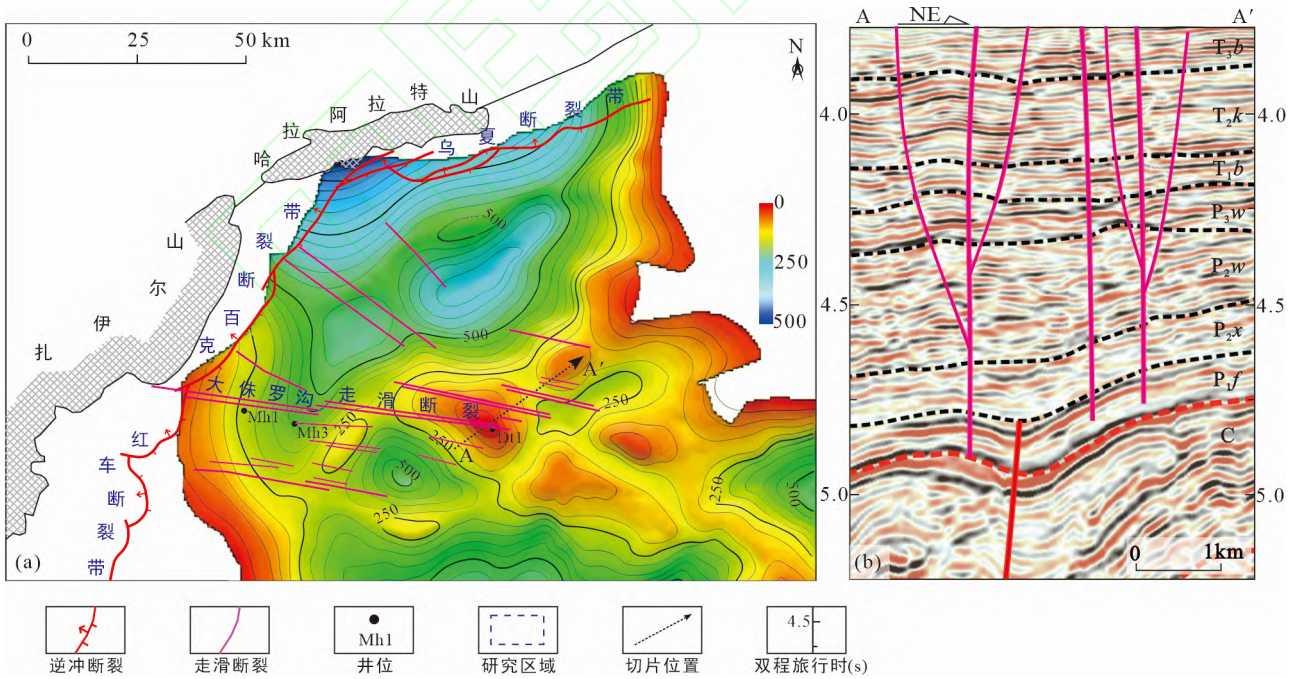 0 25 50 km
N
哈拉阿拉特山
乌夏断裂带
扎伊尔山
克百断裂带
红车断裂带
大侏罗沟走滑断裂
Mh1
Mh3
Dt1
A
A′
500
500
500
500
250
250
250
250
250
0
250
500
(a)
A NE A′
T₃b
T₂k
T₁b
P₃w
P₂w
P₂x
P₁f
C
4.0 4.0
4.5 4.5
5.0 5.0
(b)
0 1km
Mh1
4.5
逆冲断裂 走滑断裂 井位 研究区域 切片位置 双程旅行时(s)